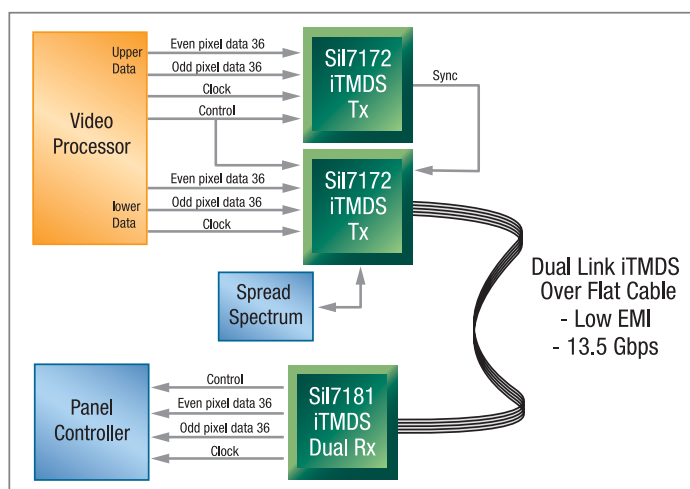 Upper
Data
Video
Processor
lower
Data
Even pixel data 36
Odd pixel data 36
Clock
Control
Even pixel data 36
Odd pixel data 36
Clock
SiI7172
iTMDS
Tx
Sync
SiI7172
iTMDS
Tx
Spread
Spectrum
Dual Link iTMDS
Over Flat Cable
- Low EMI
- 13.5 Gbps
Panel
Controller
Control
Even pixel data 36
Odd pixel data 36
Clock
SiI7181
iTMDS
Dual Rx